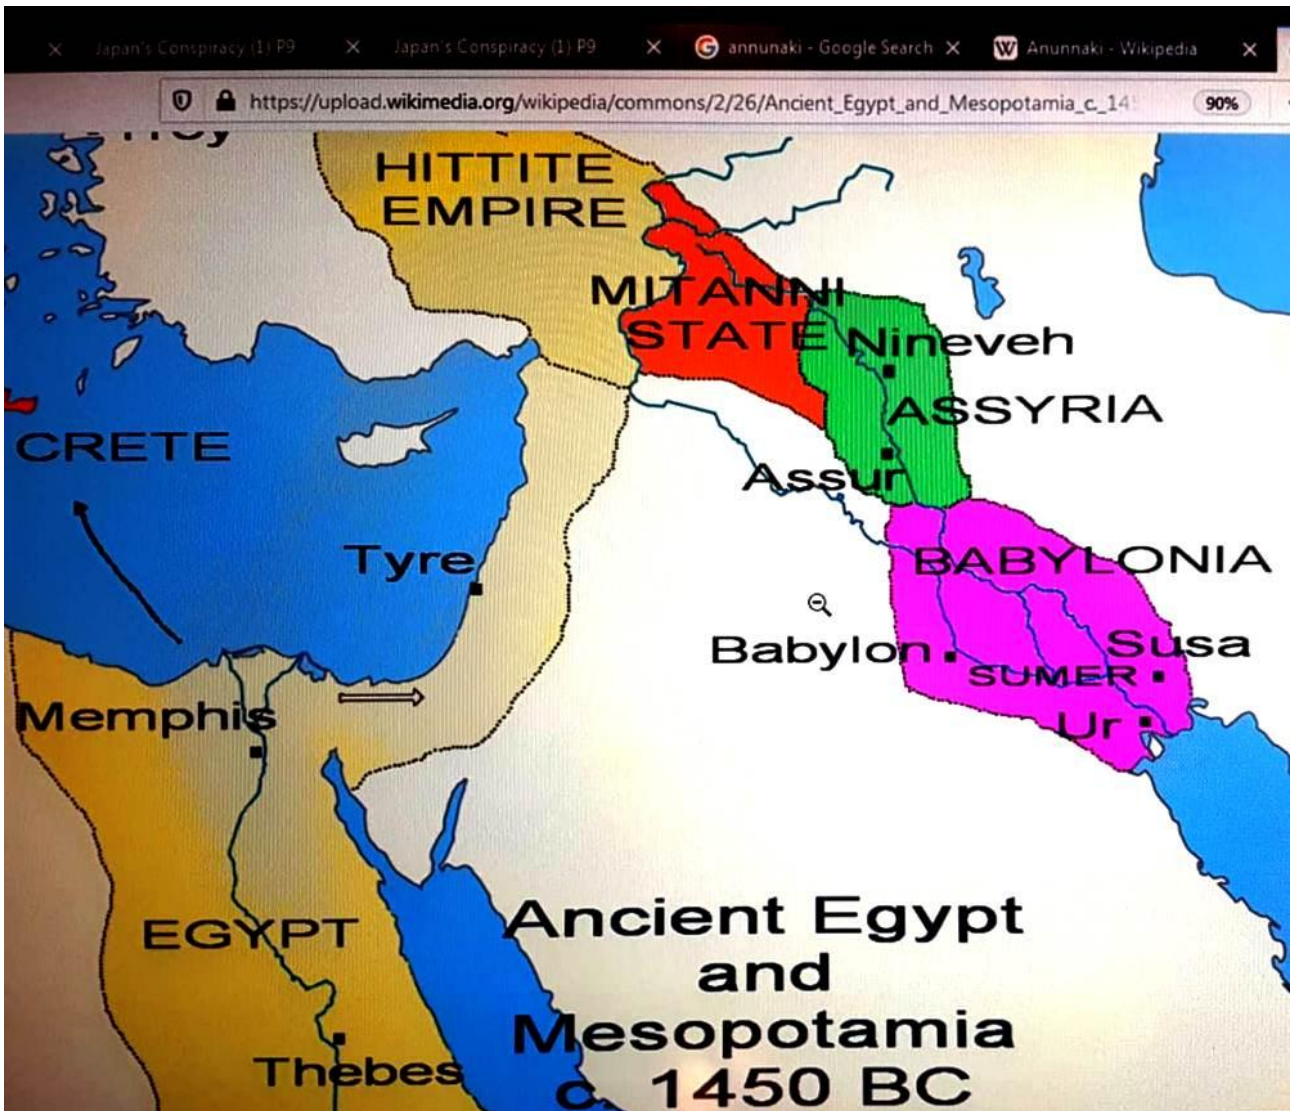 Japan's Conspiracy (1) P9
Japan's Conspiracy (1) P9
annunaki - Google Search
Anunnaki - Wikipedia
https://upload.wikimedia.org/wikipedia/commons/2/26/Ancient_Egypt_and_Mesopotamia_c_14
90%
HITTITE
EMPIRE
MITANNI
STATE
Nineveh
ASSYRIA
CRETE
Assur
Tyre
BABYLONIA
Babylon
Susa
SUMER
Ur
Memphis
EGYPT
Thebes
Ancient Egypt
and
Mesopotamia
c. 1450 BC